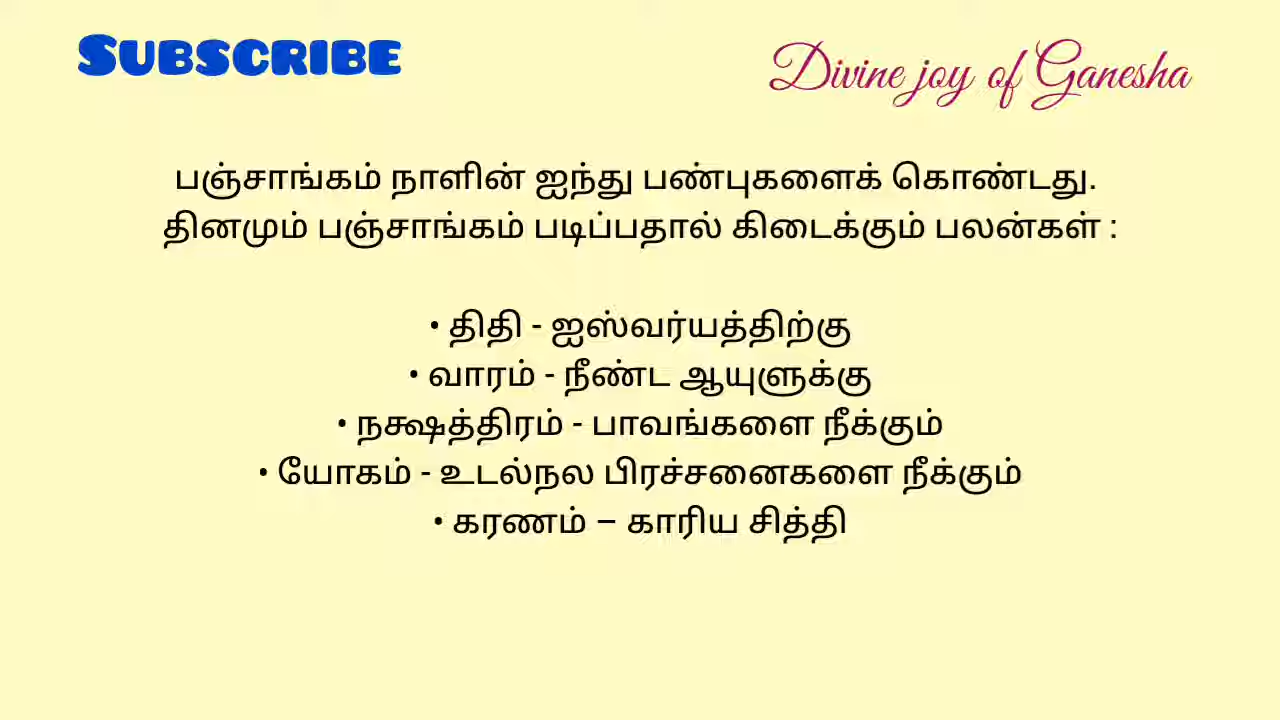 SUBSCRIBE
Divine joy of Ganesha
பஞ்சாங்கம் நாளின் ஐந்து பண்புகளைக் கொண்டது.
தினமும் பஞ்சாங்கம் படிப்பதால் கிடைக்கும் பலன்கள் :
• திதி - ஐஸ்வர்யத்திற்கு
• வாரம் - நீண்ட ஆயுளுக்கு
• நக்ஷத்திரம் - பாவங்களை நீக்கும்
• யோகம் - உடல்நல பிரச்சனைகளை நீக்கும்
• கரணம் – காரிய சித்தி